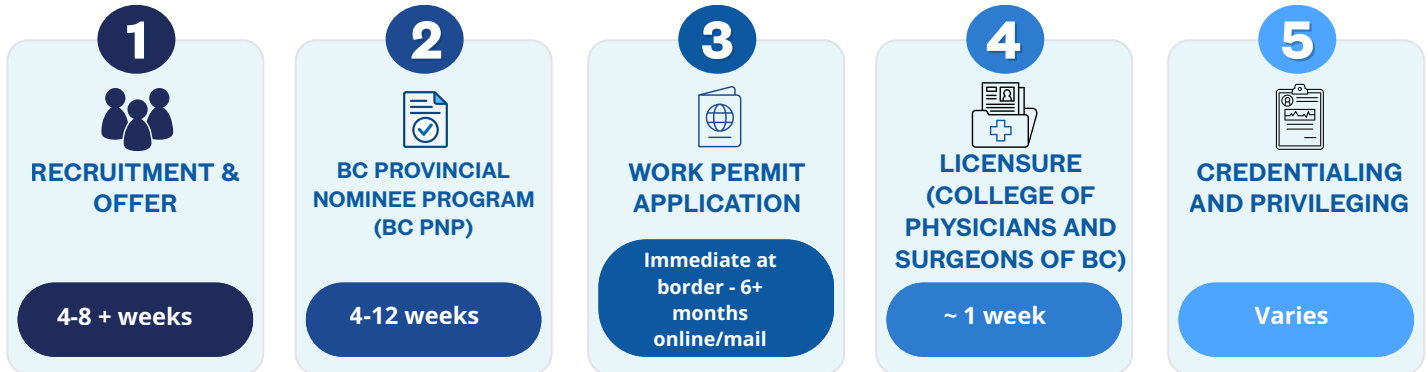 1
RECRUITMENT &
OFFER
4-8 + weeks
2
BC PROVINCIAL
NOMINEE PROGRAM
(BC PNP)
4-12 weeks
3
WORK PERMIT
APPLICATION
Immediate at
border - 6+
months
online/mail
4
LICENSURE
(COLLEGE OF
PHYSICIANS AND
SURGEONS OF BC)
~ 1 week
5
CREDENTIALING
AND PRIVILEGING
Varies